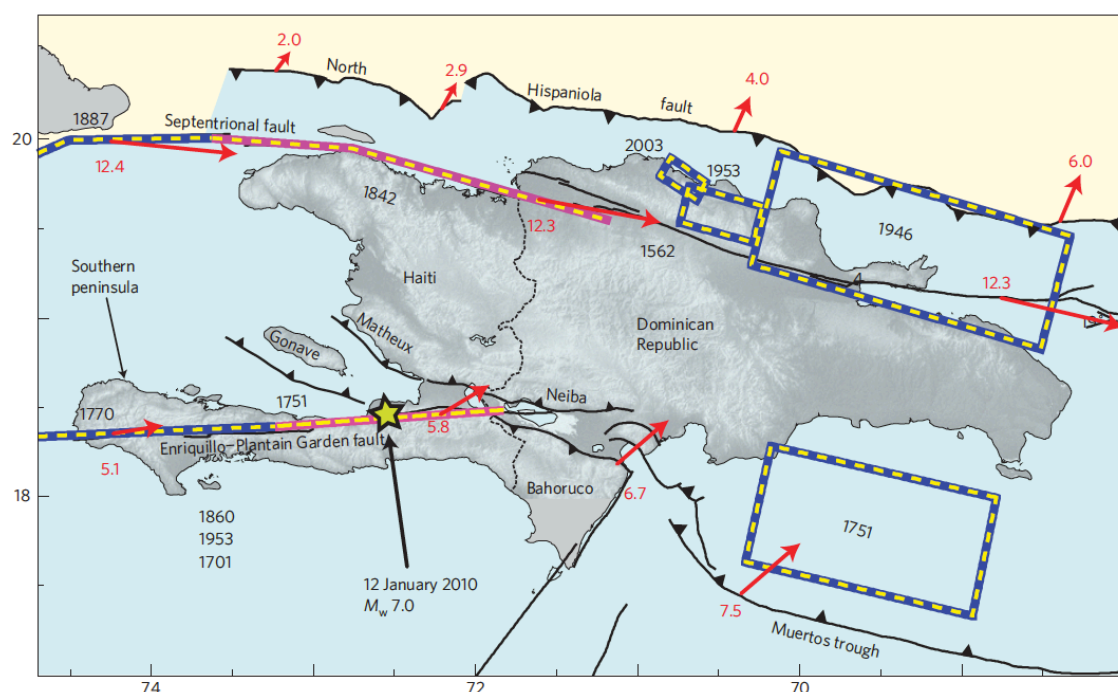 2.0
North
2.9
Hispaniola
4.0
fault
1887
Septentrional fault
20
12.4
2003
1953
6.0
1842
12.3
1562
1946
Southern
peninsula
Haiti
12.3
Matheux
Gonave
Dominican
Republic
1770
1751
Neiba
5.8
Enriquillo–Plantain Garden fault
5.1
6.7
Bahoruco
18
1860
1953
1701
1751
12 January 2010
Mw 7.0
7.5
Muertos trough
74
72
70